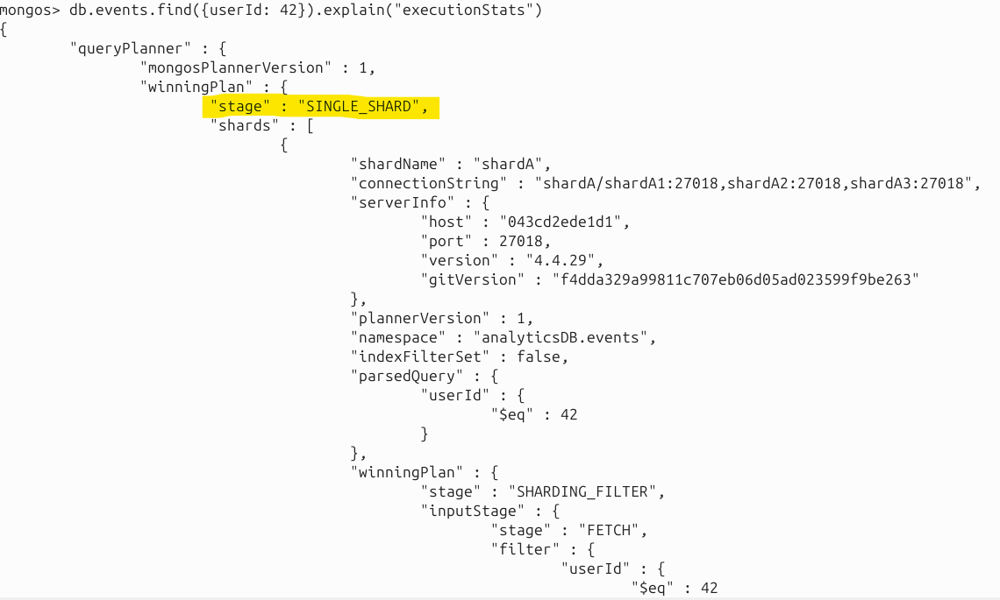 mongos> db.events.find({userId: 42}).explain("executionStats")
{
"queryPlanner" : {
"mongosPlannerVersion" : 1,
"winningPlan" : {
"stage" : "SINGLE_SHARD",
"shards" : [
{
"shardName" : "shardA",
"connectionString" : "shardA/shardA1:27018,shardA2:27018,shardA3:27018",
"serverInfo" : {
"host" : "043cd2ede1d1",
"port" : 27018,
"version" : "4.4.29",
"gitVersion" : "f4dda329a99811c707eb06d05ad023599f9be263"
},
"plannerVersion" : 1,
"namespace" : "analyticsDB.events",
"indexFilterSet" : false,
"parsedQuery" : {
"userId" : {
"$eq" : 42
}
},
"winningPlan" : {
"stage" : "SHARDING_FILTER",
"inputStage" : {
"stage" : "FETCH",
"filter" : {
"userId" : {
"$eq" : 42